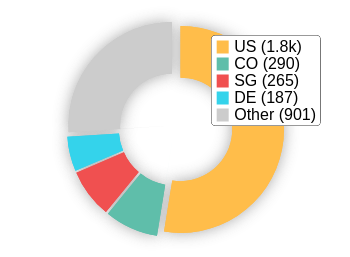 US (1.8k)
CO (290)
SG (265)
DE (187)
Other (901)